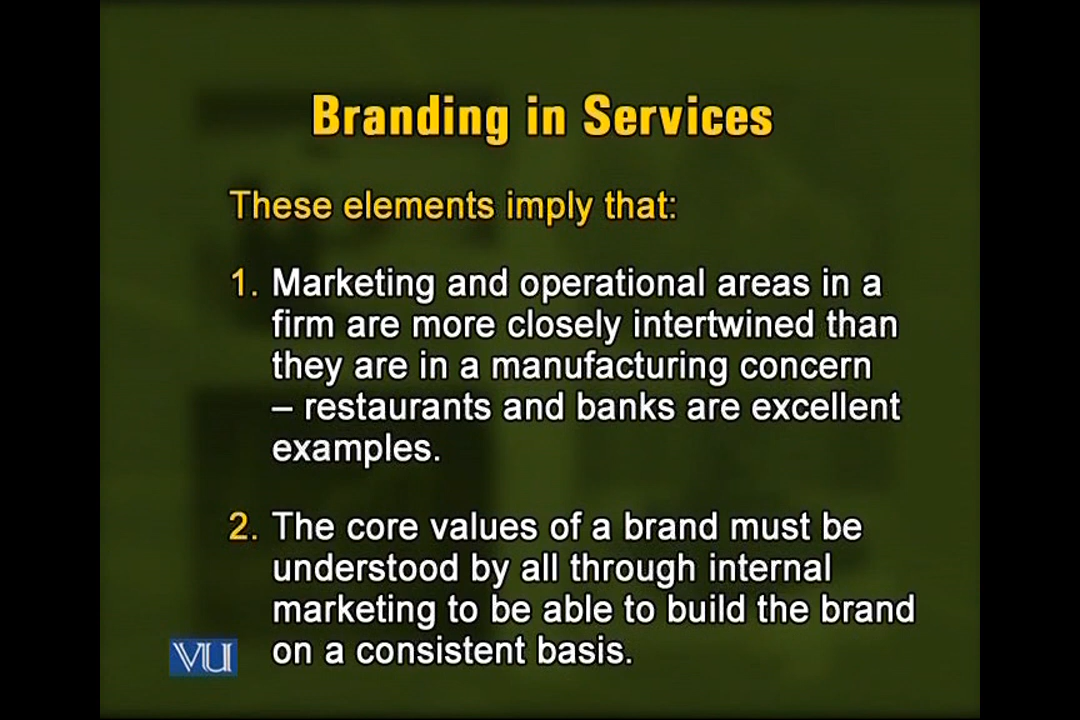 Branding in Services
These elements imply that:
1. Marketing and operational areas in a
firm are more closely intertwined than
they are in a manufacturing concern
– restaurants and banks are excellent
examples.
2. The core values of a brand must be
understood by all through internal
marketing to be able to build the brand
on a consistent basis.
VU